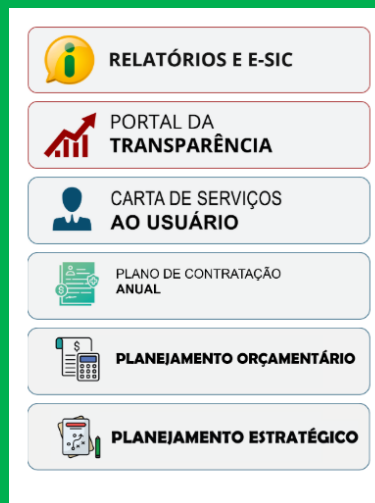 RELATÓRIOS E E-SIC
PORTAL DA
TRANSPARÊNCIA
CARTA DE SERVIÇOS
AO USUÁRIO
PLANO DE CONTRATAÇÃO
ANUAL
PLANEJAMENTO ORÇAMENTÁRIO
PLANEJAMENTO ESTRATÉGICO